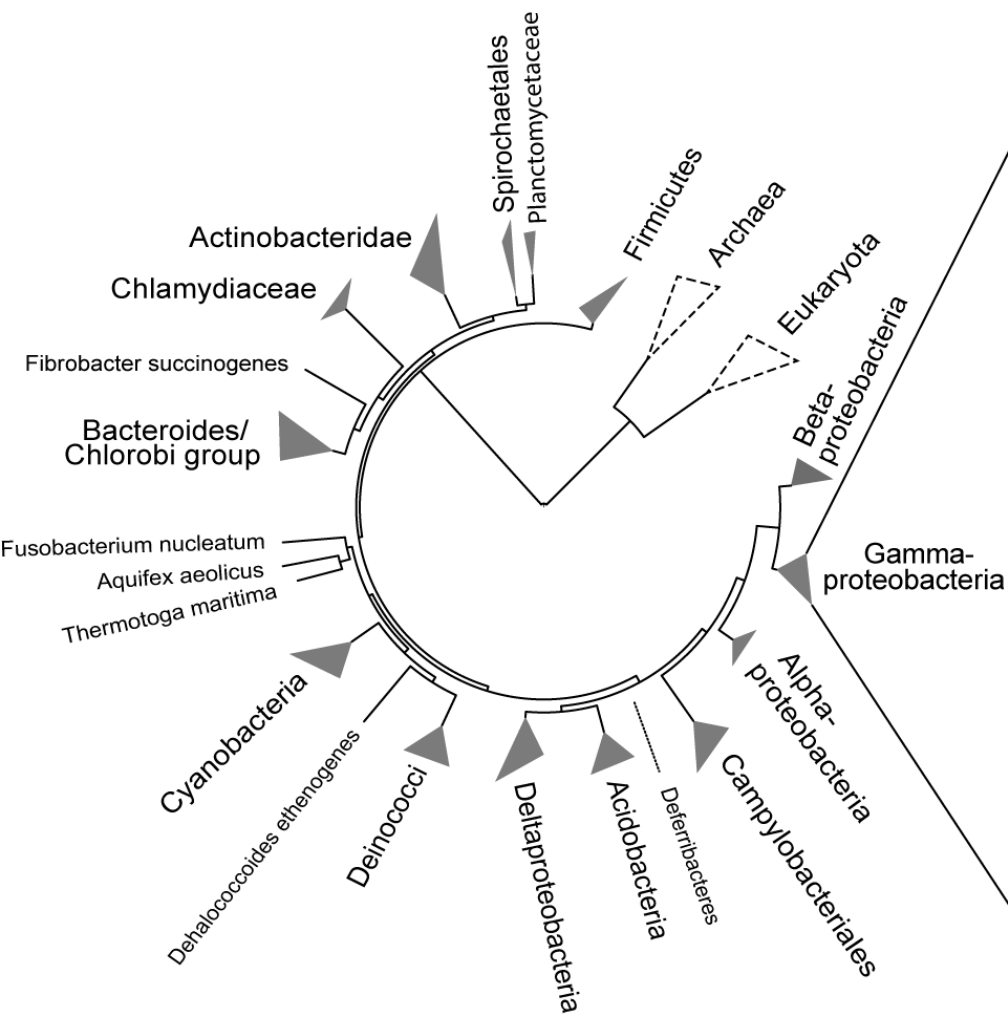 Spirochaetales
Planctomycetaceae
Firmicutes
Archaea
Eukaryota
Actinobacteridae
Chlamydiaceae
Fibrobacter succinogenes
Bacteroides/
Chlorobi group
Beta-
proteobacteria
Gamma-
proteobacteria
Fusobacterium nucleatum
Aquifex aeolicus
Thermotoga maritima
Alpha-
proteobacteria
Cyanobacteria
Dehalococcoides ethenogenes
Deinococci
Deltaproteobacteria
Acidobacteria
Deferribacteres
Campylobacteriales